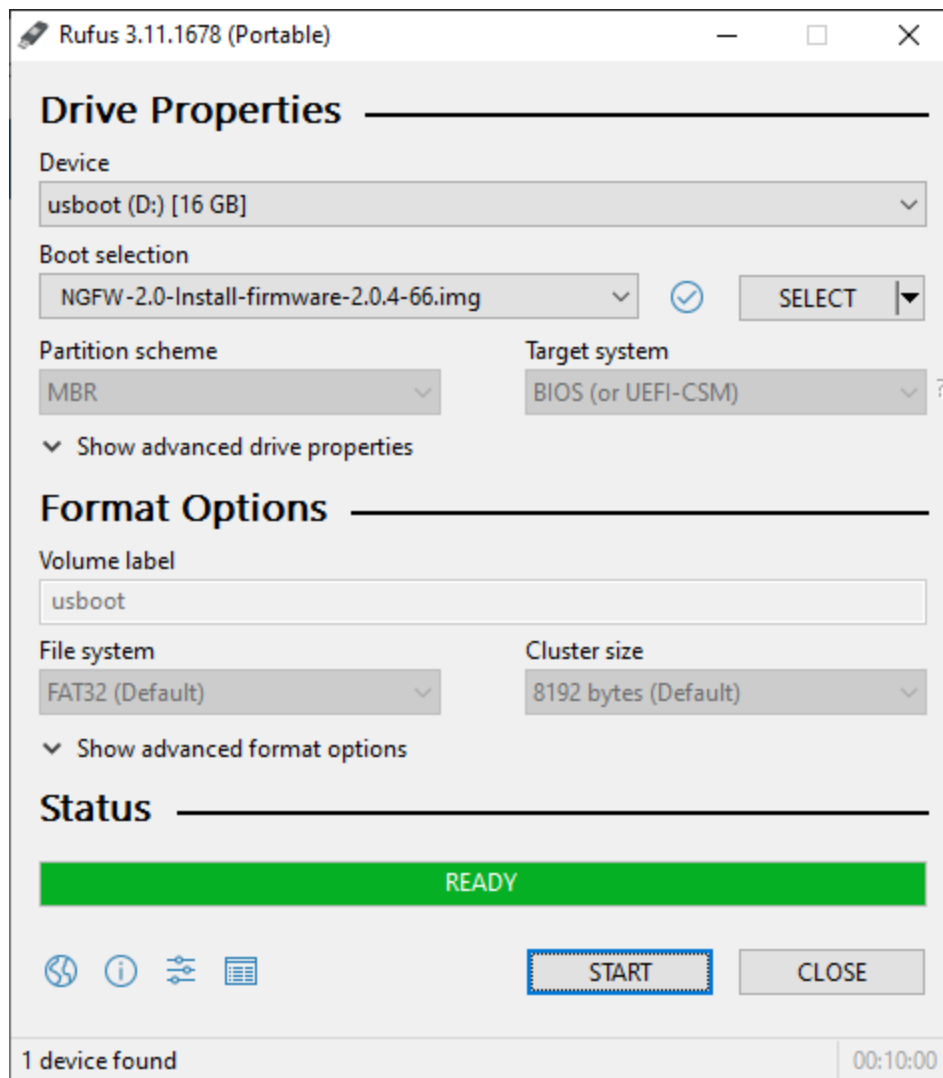 Rufus 3.11.1678 (Portable)
Drive Properties
Device
usboot (D:) [16 GB]
Boot selection
NGFW-2.0-Install-firmware-2.0.4-66.img
SELECT
Partition scheme
Target system
MBR
BIOS (or UEFI-CSM)
?
Show advanced drive properties
Format Options
Volume label
usboot
File system
Cluster size
FAT32 (Default)
8192 bytes (Default)
Show advanced format options
Status
READY
START
CLOSE
1 device found
00:10:00